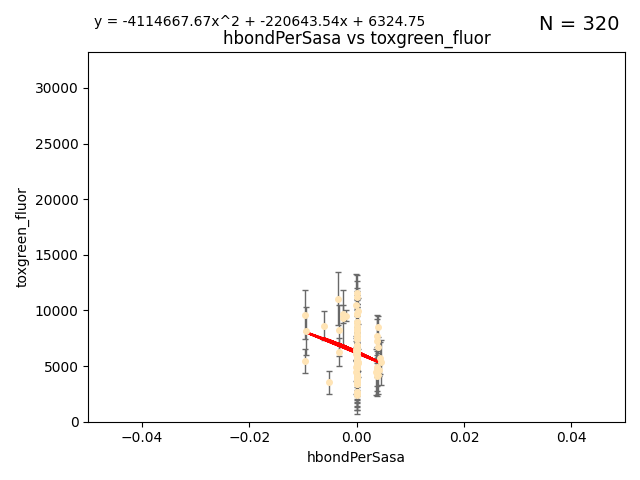 y = -4114667.67x^2 + -220643.54x + 6324.75
N = 320
hbondPerSasa vs toxgreen_fluor
30000
25000
20000
15000
10000
5000
0
toxgreen_fluor
−0.04
−0.02
0.00
0.02
0.04
hbondPerSasa